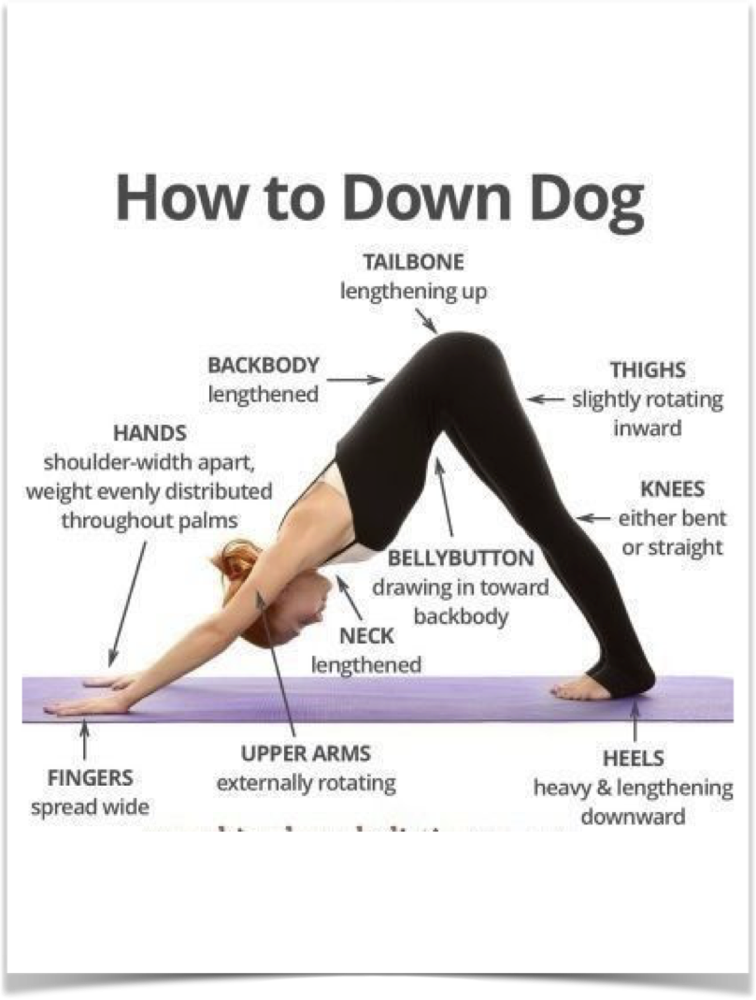 How to Down Dog
TAILBONE
lengthening up
BACKBODY
lengthened
THIGHS
slightly rotating
inward
HANDS
shoulder-width apart,
weight evenly distributed
throughout palms
KNEES
either bent
or straight
BELLYBUTTON
drawing in toward
backbody
NECK
lengthened
UPPER ARMS
externally rotating
FINGERS
spread wide
HEELS
heavy & lengthening
downward